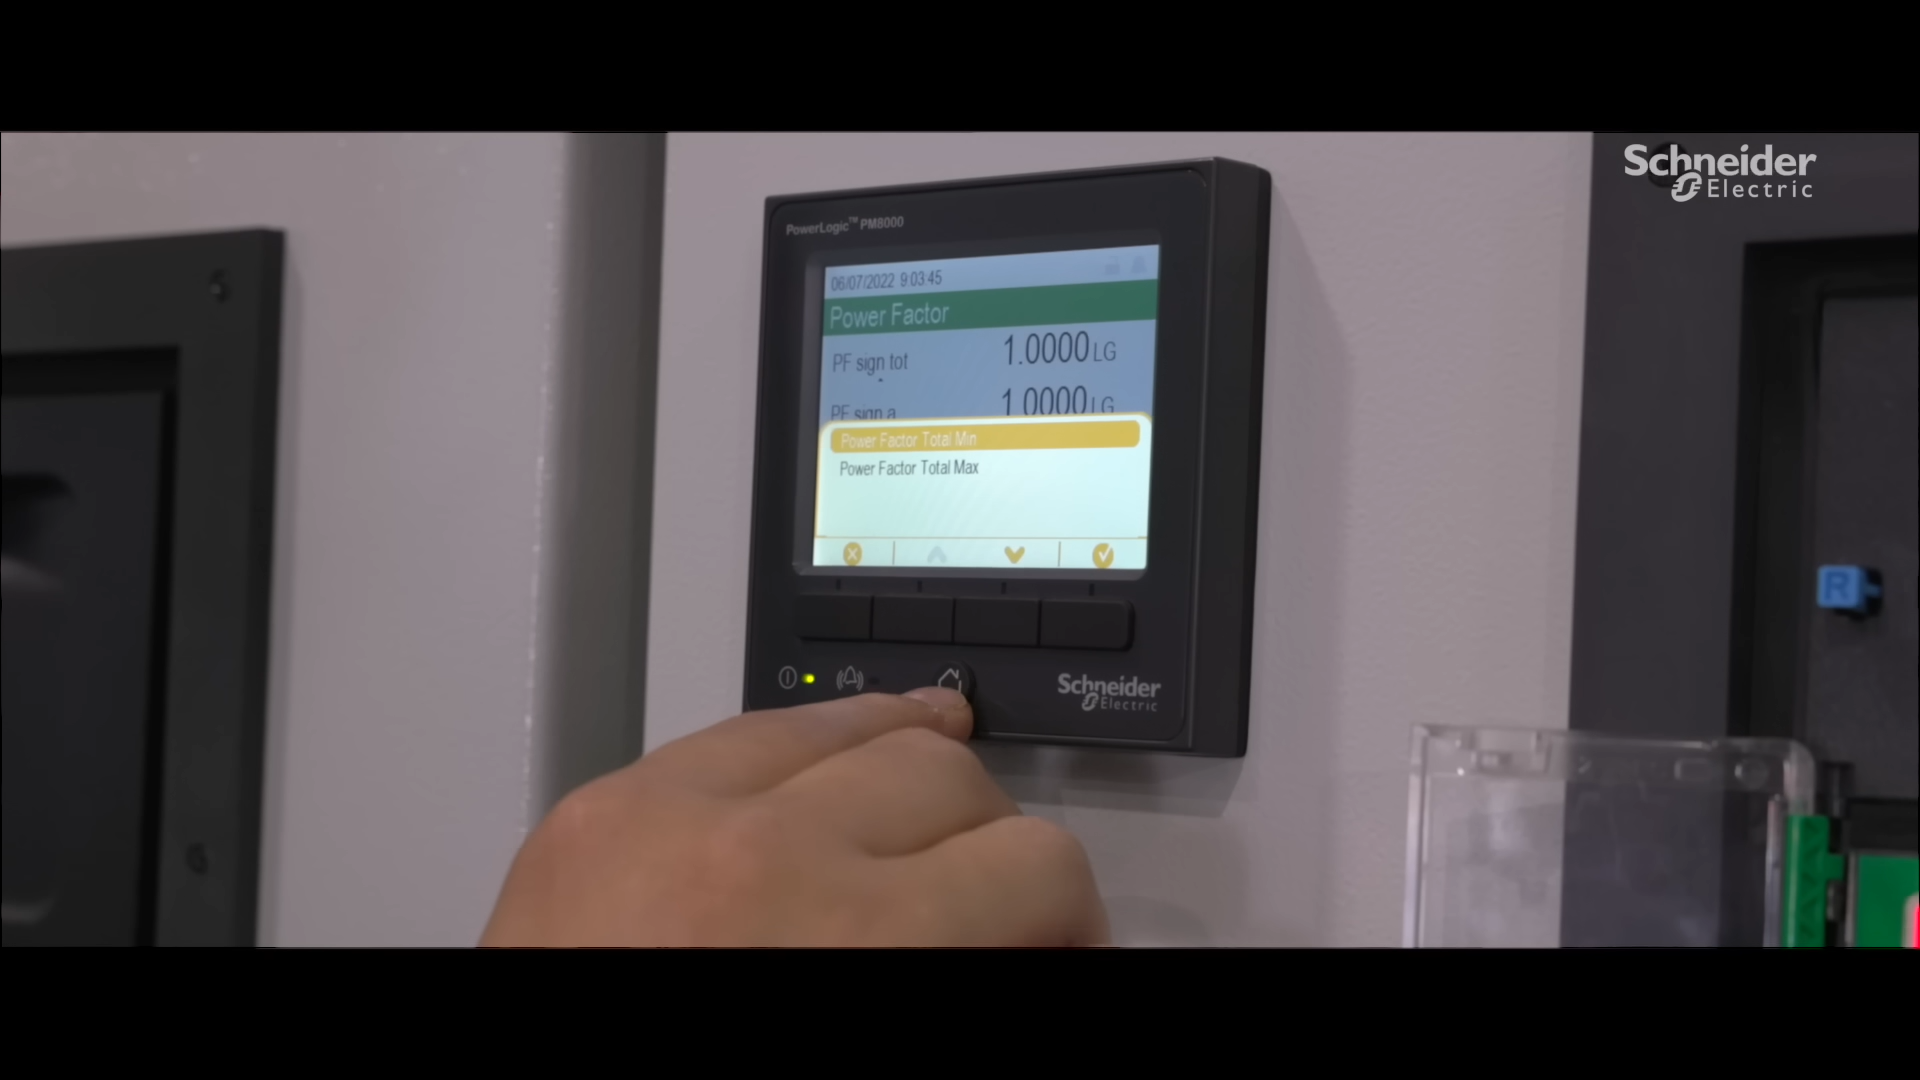 Schneider
Electric
PowerLogic™ PM8000
06/07/2022 9:03:45
Power Factor
PF sign tot 1.0000 LG
PF sign a 1.0000 LG
Power Factor Total Min
Power Factor Total Max
Schneider
Electric
R